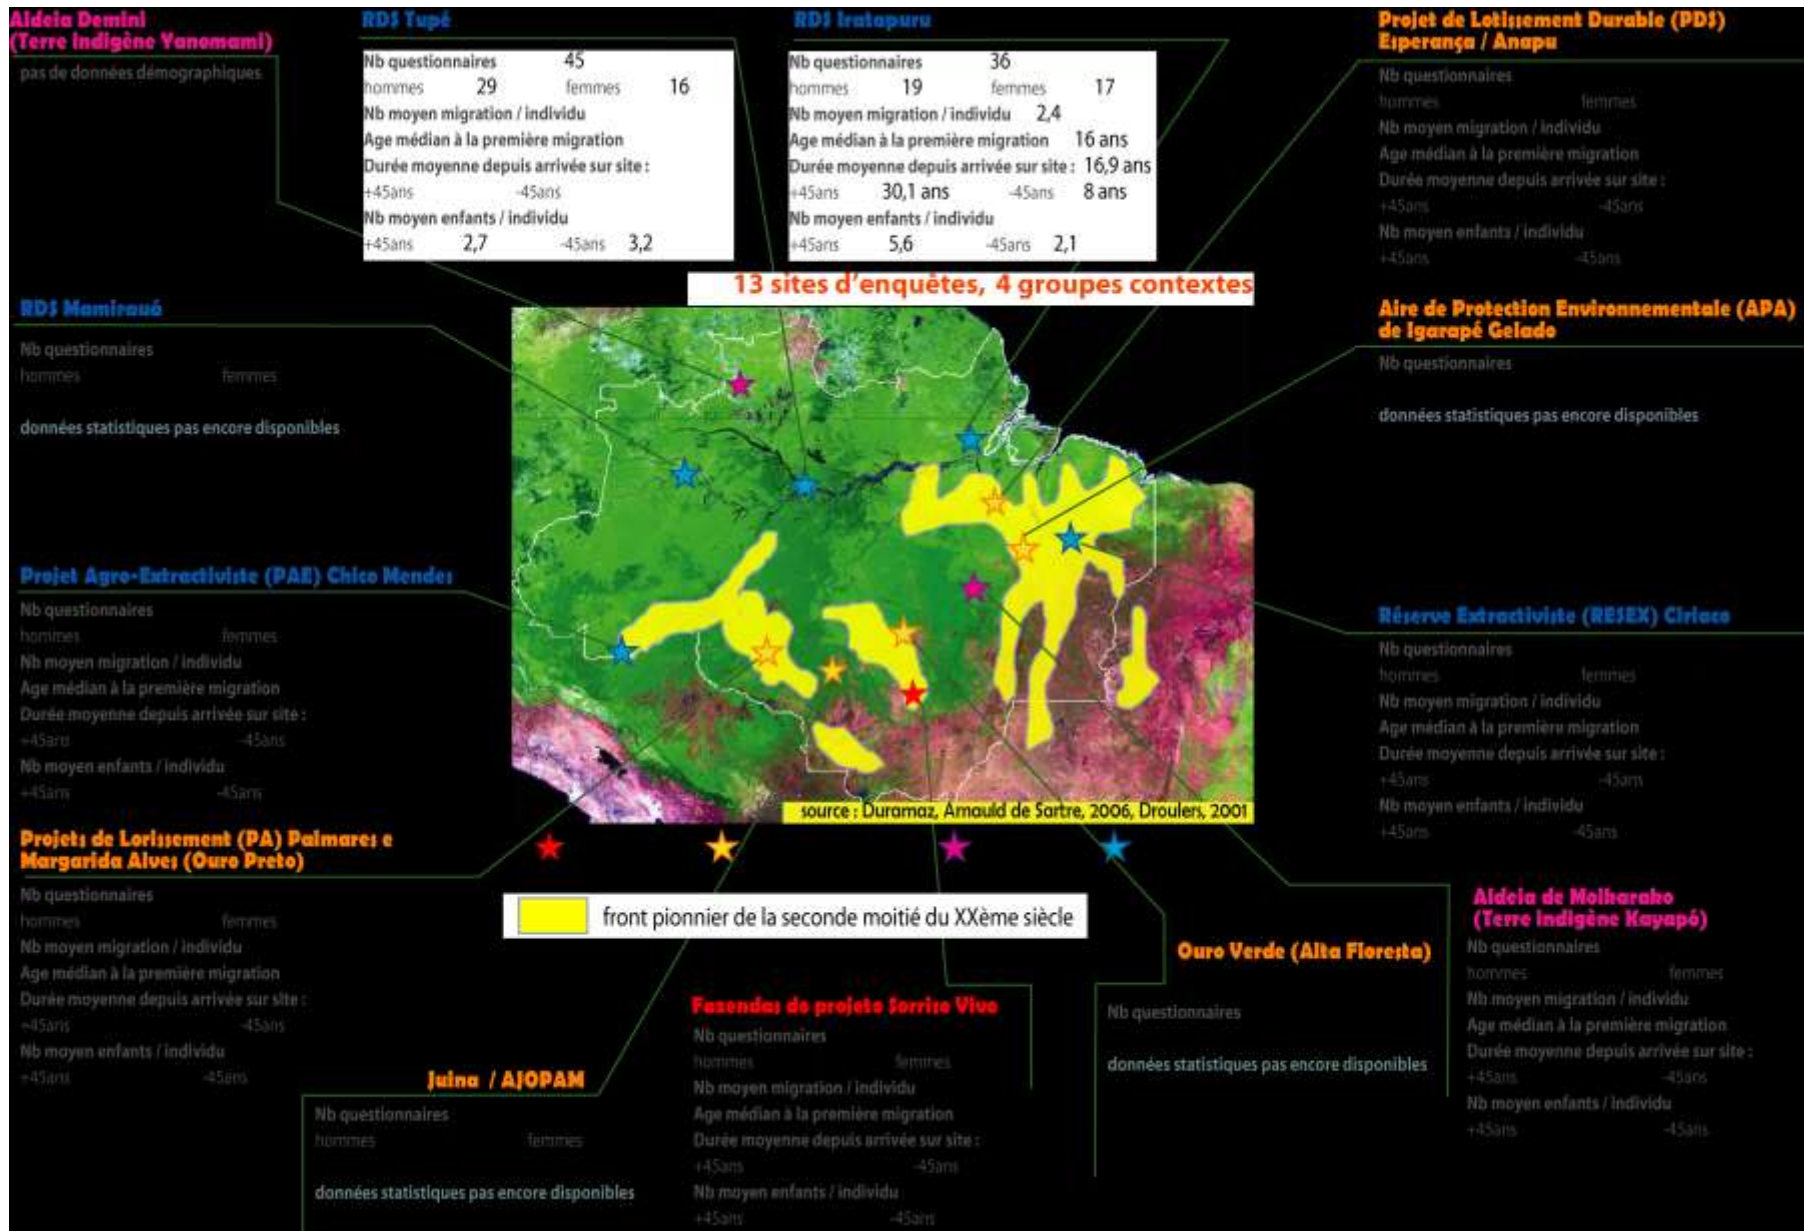 Aldeia Demini
(Terre Indigène Yanomami)
pas de données démographiques
RDS Tupé
Nb questionnaires 45
hommes 29 femmes 16
Nb moyen migration / individu
Age médian à la première migration
Durée moyenne depuis arrivée sur site :
+45ans -45ans
Nb moyen enfants / individu
+45ans 2,7 -45ans 3,2
RDS Iratapuru
Nb questionnaires 36
hommes 19 femmes 17
Nb moyen migration / individu 2,4
Age médian à la première migration 16 ans
Durée moyenne depuis arrivée sur site : 16,9 ans
+45ans 30,1 ans -45ans 8 ans
Nb moyen enfants / individu
+45ans 5,6 -45ans 2,1
Projet de Lotissement Durable (PDS)
Esperança / Anapu
Nb questionnaires
hommes femmes
Nb moyen migration / individu
Age médian à la première migration
Durée moyenne depuis arrivée sur site :
+45ans -45ans
Nb moyen enfants / individu
+45ans -45ans
13 sites d'enquêtes, 4 groupes contextes
RDS Mamirauá
Nb questionnaires
hommes femmes
données statistiques pas encore disponibles
Aire de Protection Environnementale (APA)
de Igarapé Gelado
Nb questionnaires
données statistiques pas encore disponibles
Projet Agro-Extractiviste (PAE) Chico Mendes
Nb questionnaires
hommes femmes
Nb moyen migration / individu
Age médian à la première migration
Durée moyenne depuis arrivée sur site :
+45ans -45ans
Nb moyen enfants / individu
+45ans -45ans
Réserve Extractiviste (RESEX) Ciriaco
Nb questionnaires
hommes femmes
Nb moyen migration / individu
Age médian à la première migration
Durée moyenne depuis arrivée sur site :
+45ans -45ans
Nb moyen enfants / individu
+45ans -45ans
source : Duramaz, Arnauld de Sartre, 2006, Droulers, 2001
Projets de Lorissement (PA) Palmares e
Margarida Alves (Ouro Preto)
Nb questionnaires
hommes femmes
Nb moyen migration / individu
Age médian à la première migration
Durée moyenne depuis arrivée sur site :
+45ans -45ans
Nb moyen enfants / individu
+45ans -45ans
front pionnier de la seconde moitié du XXème siècle
Aldeia de Moikarako
(Terre Indigène Kayapó)
Nb questionnaires
hommes femmes
Nb moyen migration / individu
Age médian à la première migration
Durée moyenne depuis arrivée sur site :
+45ans -45ans
Nb moyen enfants / individu
+45ans -45ans
Ouro Verde (Alta Floresta)
Nb questionnaires
données statistiques pas encore disponibles
Fazendas do projeto Sorriso Vivo
Nb questionnaires
hommes femmes
Nb moyen migration / individu
Age médian à la première migration
Durée moyenne depuis arrivée sur site :
+45ans -45ans
Nb moyen enfants / individu
+45ans -45ans
Juina / AJOPAM
Nb questionnaires
hommes femmes
données statistiques pas encore disponibles